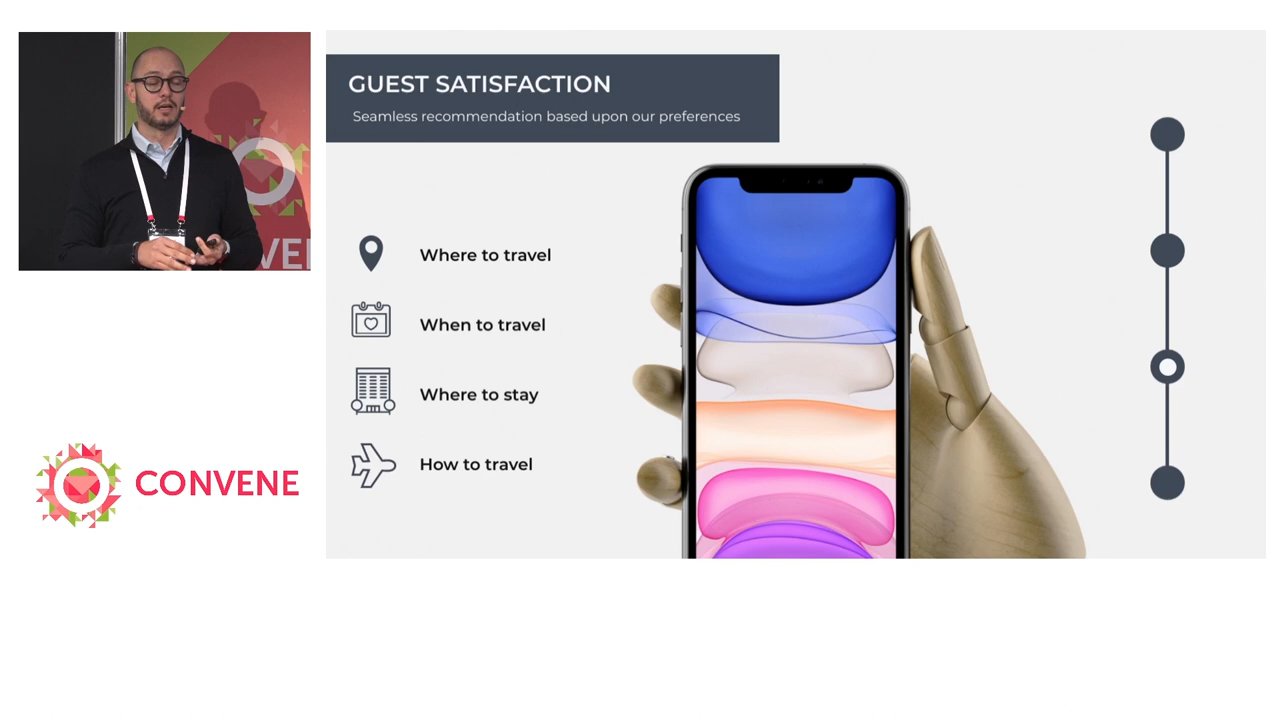 GUEST SATISFACTION
Seamless recommendation based upon our preferences
Where to travel
When to travel
Where to stay
How to travel
CONVENE
VE